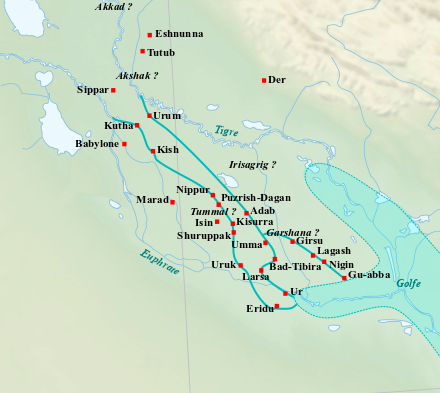 Akkad ?
Eshnunna
Tutub
Akshak ?
Der
Sippar
Urum
Kutha
Tigre
Babylone
Kish
Irisagrig ?
Nippur
Puzrish-Dagan
Marad
Tummal ?
Adab
Isin
Kisurra
Garshana ?
Shuruppak
Umma
Girsu
Lagash
Euphrate
Uruk
Bad-Tibira
Nigin
Larsa
Gu-abba
Golfe
Ur
Eridu